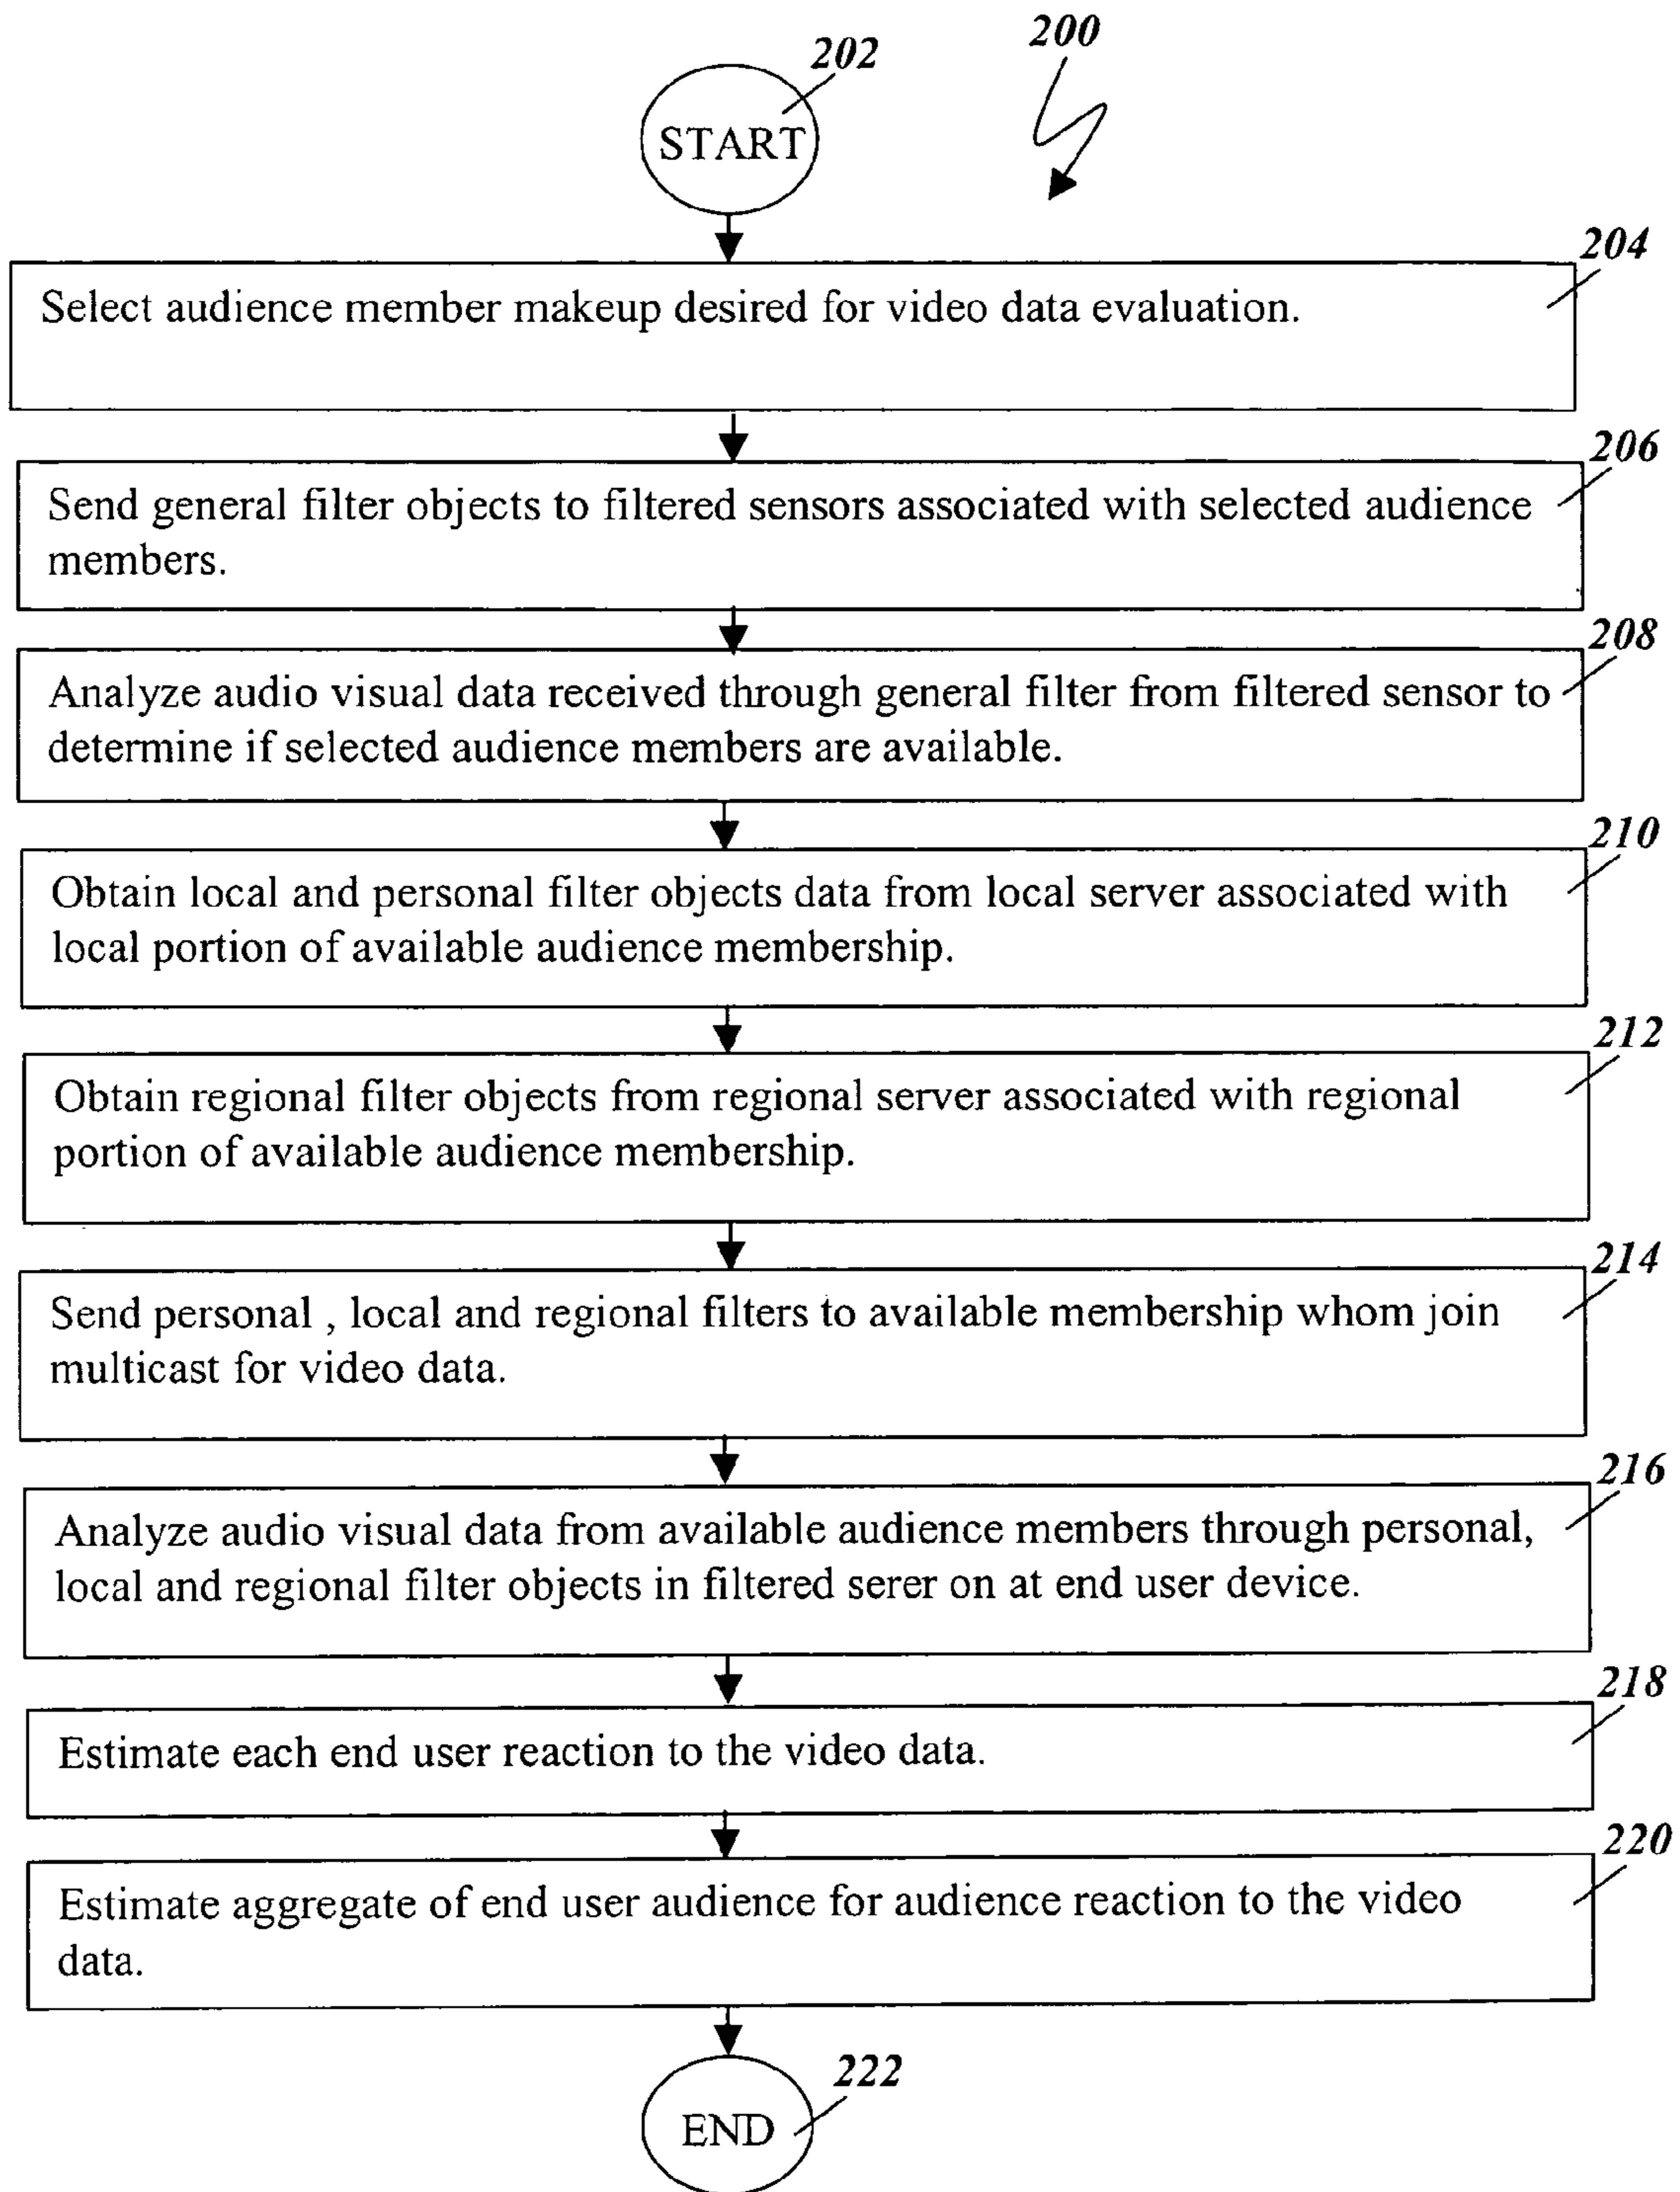 200
202
START
204
Select audience member makeup desired for video data evaluation.
206
Send general filter objects to filtered sensors associated with selected audience
members.
208
Analyze audio visual data received through general filter from filtered sensor to
determine if selected audience members are available.
210
Obtain local and personal filter objects data from local server associated with
local portion of available audience membership.
212
Obtain regional filter objects from regional server associated with regional
portion of available audience membership.
214
Send personal , local and regional filters to available membership whom join
multicast for video data.
216
Analyze audio visual data from available audience members through personal,
local and regional filter objects in filtered serer on at end user device.
218
Estimate each end user reaction to the video data.
220
Estimate aggregate of end user audience for audience reaction to the video
data.
222
END